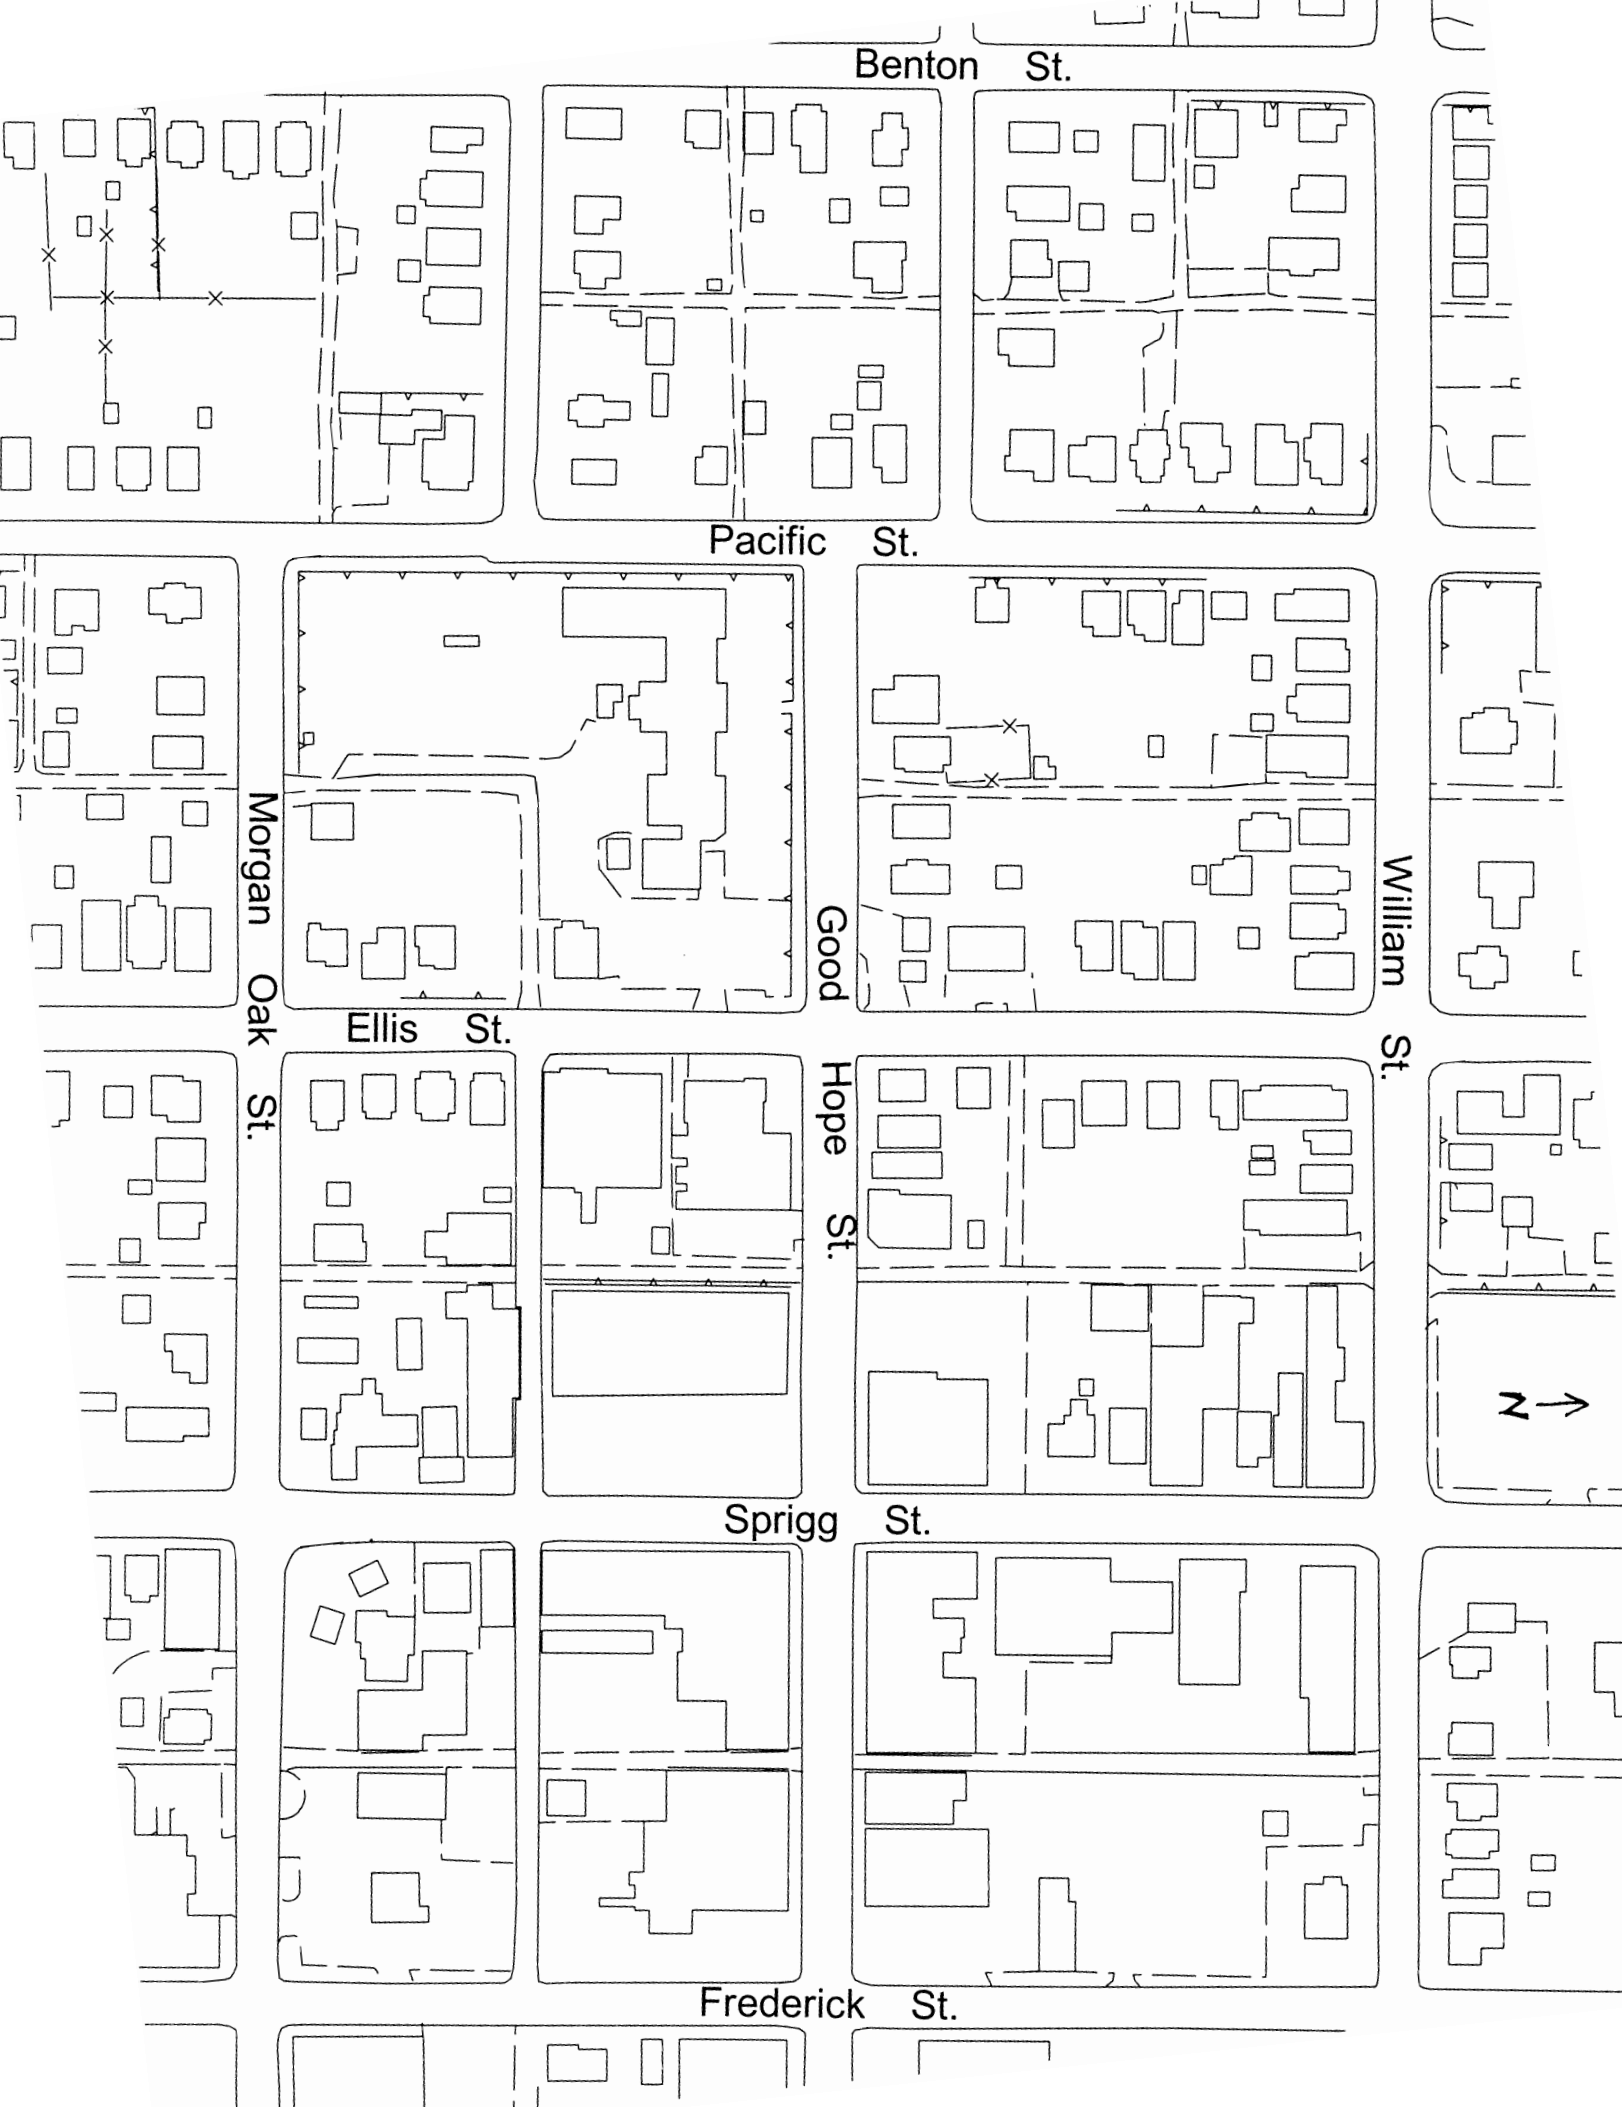 Benton St.
Pacific St.
Morgan Oak St.
Good Hope St.
William St.
Ellis St.
N
Sprigg St.
Frederick St.